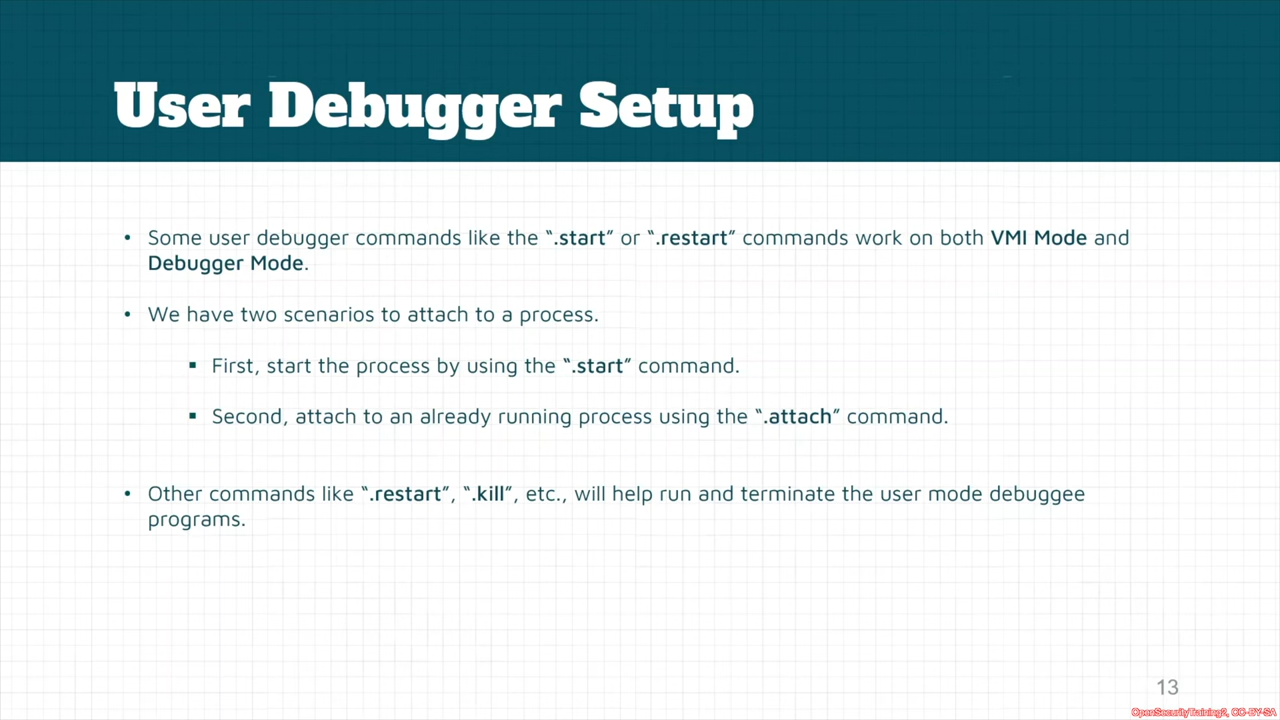 User Debugger Setup
• Some user debugger commands like the “.start” or “.restart” commands work on both VMI Mode and
Debugger Mode.
• We have two scenarios to attach to a process.
▪ First, start the process by using the “.start” command.
▪ Second, attach to an already running process using the “.attach” command.
• Other commands like “.restart”, “.kill”, etc., will help run and terminate the user mode debuggee
programs.
13
OpenSecurityTraining2, CC-BY-SA